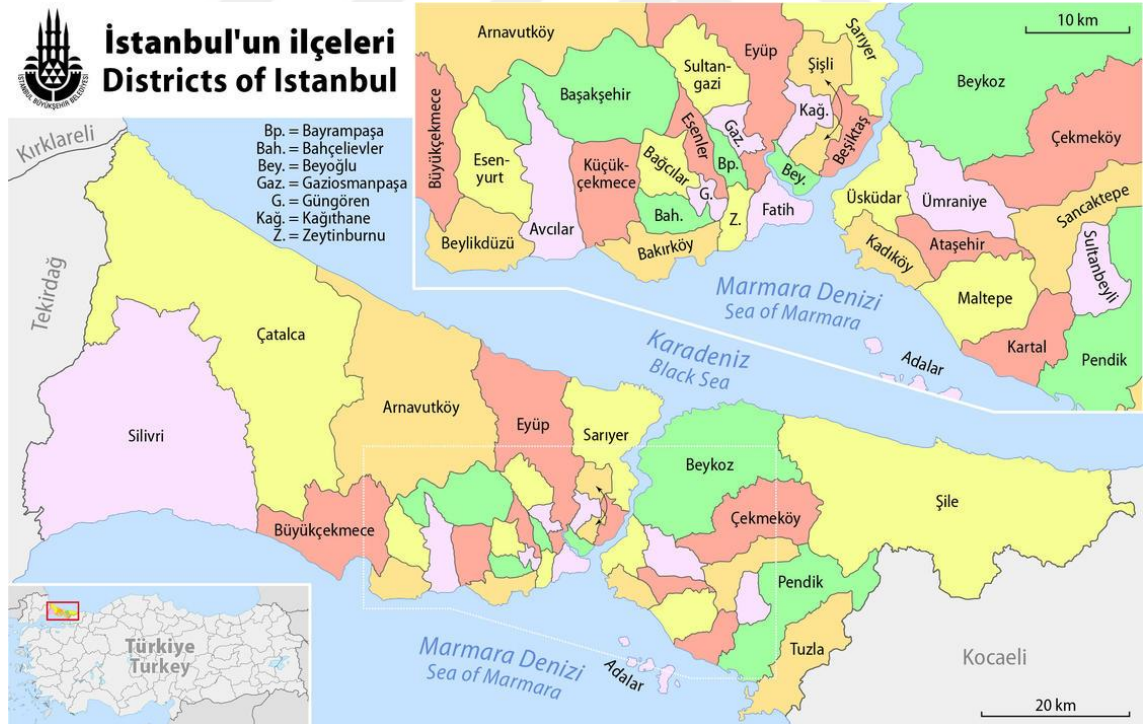 İSTANBUL BÜYÜKŞEHİR BELEDİYESİ
İstanbul'un ilçeleri
Districts of Istanbul
Bp. = Bayrampaşa
Bah. = Bahçelievler
Bey. = Beyoğlu
Gaz. = Gaziosmanpaşa
G. = Güngören
Kağ. = Kağıthane
Z. = Zeytinburnu
10 km
Arnavutköy
Eyüp
Sarıyer
Sultan-
gazi
Şişli
Beykoz
Başakşehir
Büyükçekmece
Kağ.
Esenler
Gaz.
Beşiktaş
Çekmeköy
Esen-
yurt
Küçük-
çekmece
Bağcılar
Bp.
Bey.
G.
Üsküdar
Ümraniye
Sancaktepe
Avcılar
Bah.
Z.
Fatih
Beylikdüzü
Bakırköy
Kadıköy
Ataşehir
Sultanbeyli
Maltepe
Marmara Denizi
Sea of Marmara
Kartal
Pendik
Adalar
Kırklareli
Tekirdağ
Karadeniz
Black Sea
Çatalca
Silivri
Arnavutköy
Eyüp
Sarıyer
Beykoz
Büyükçekmece
Çekmeköy
Şile
Pendik
Tuzla
Marmara Denizi
Sea of Marmara
Adalar
Kocaeli
Türkiye
Turkey
20 km